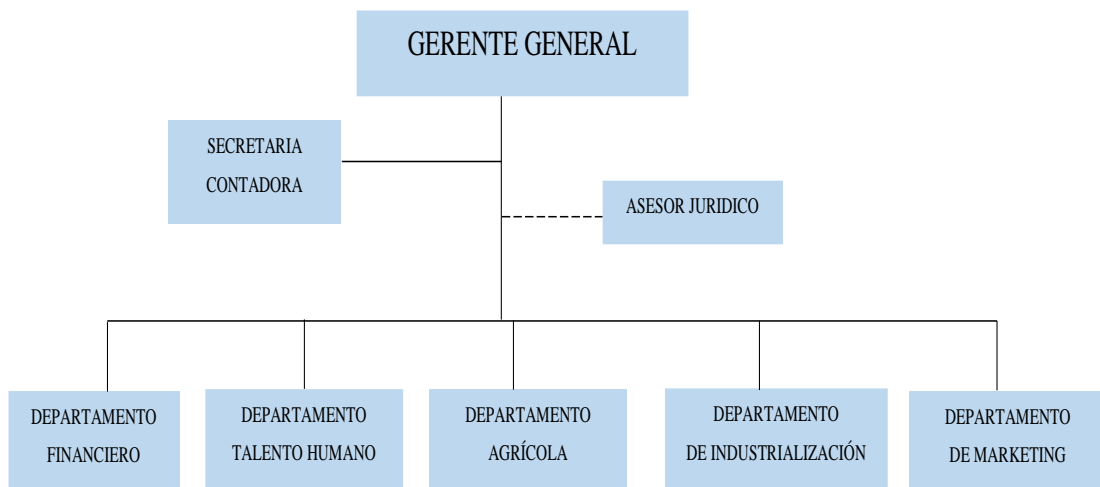 GERENTE GENERAL
SECRETARIA
CONTADORA
ASESOR JURIDICO
DEPARTAMENTO
FINANCIERO
DEPARTAMENTO
TALENTO HUMANO
DEPARTAMENTO
AGRÍCOLA
DEPARTAMENTO
DE INDUSTRIALIZACIÓN
DEPARTAMENTO
DE MARKETING